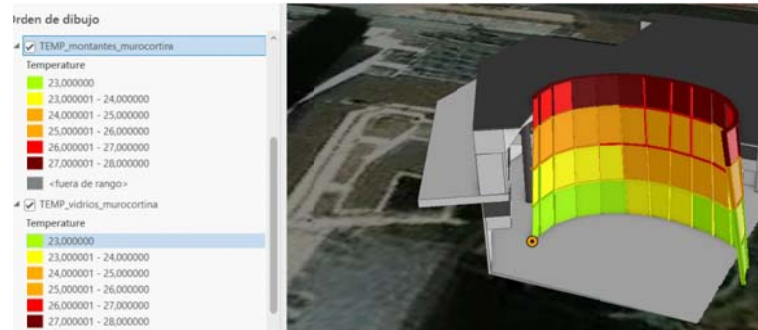 Orden de dibujo
TEMP_montantes_murocortina
Temperature
23,000000
23,000001 - 24,000000
24,000001 - 25,000000
25,000001 - 26,000000
26,000001 - 27,000000
27,000001 - 28,000000
<fuera de rango>
TEMP_vidrios_murocortina
Temperature
23,000000
23,000001 - 24,000000
24,000001 - 25,000000
25,000001 - 26,000000
26,000001 - 27,000000
27,000001 - 28,000000